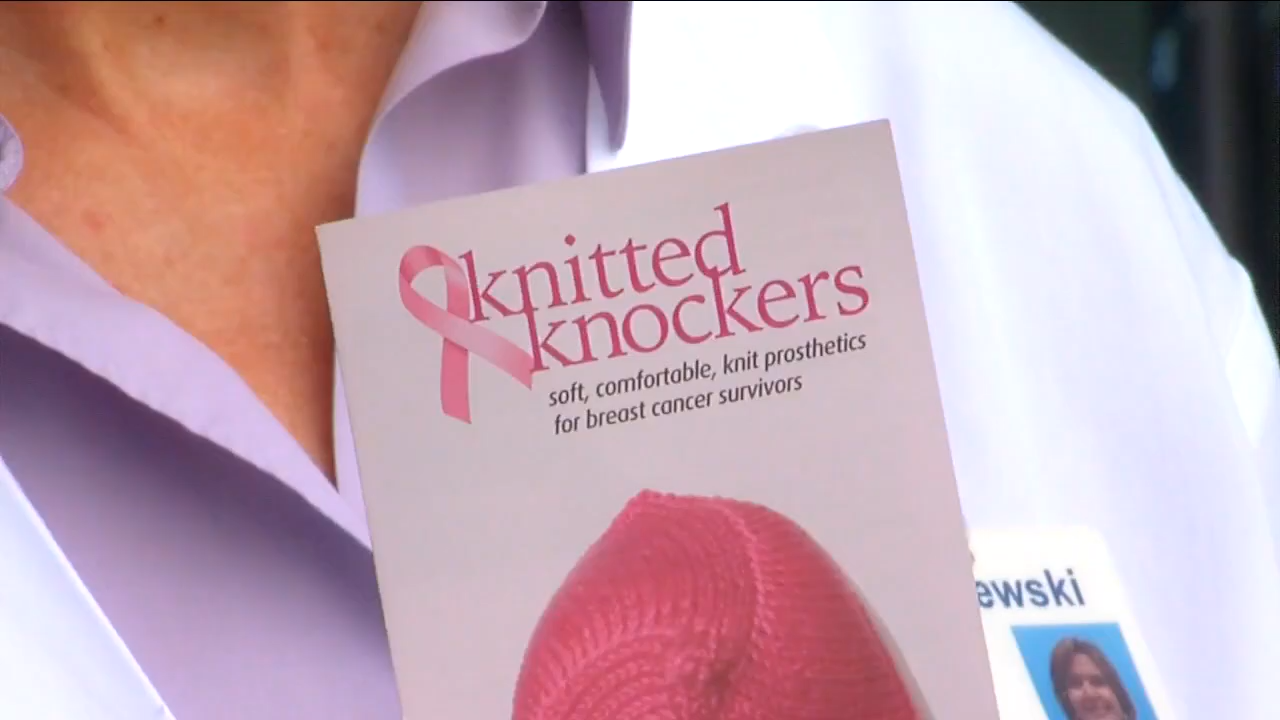 knitted
knockers
soft, comfortable, knit prosthetics
for breast cancer survivors
ewski